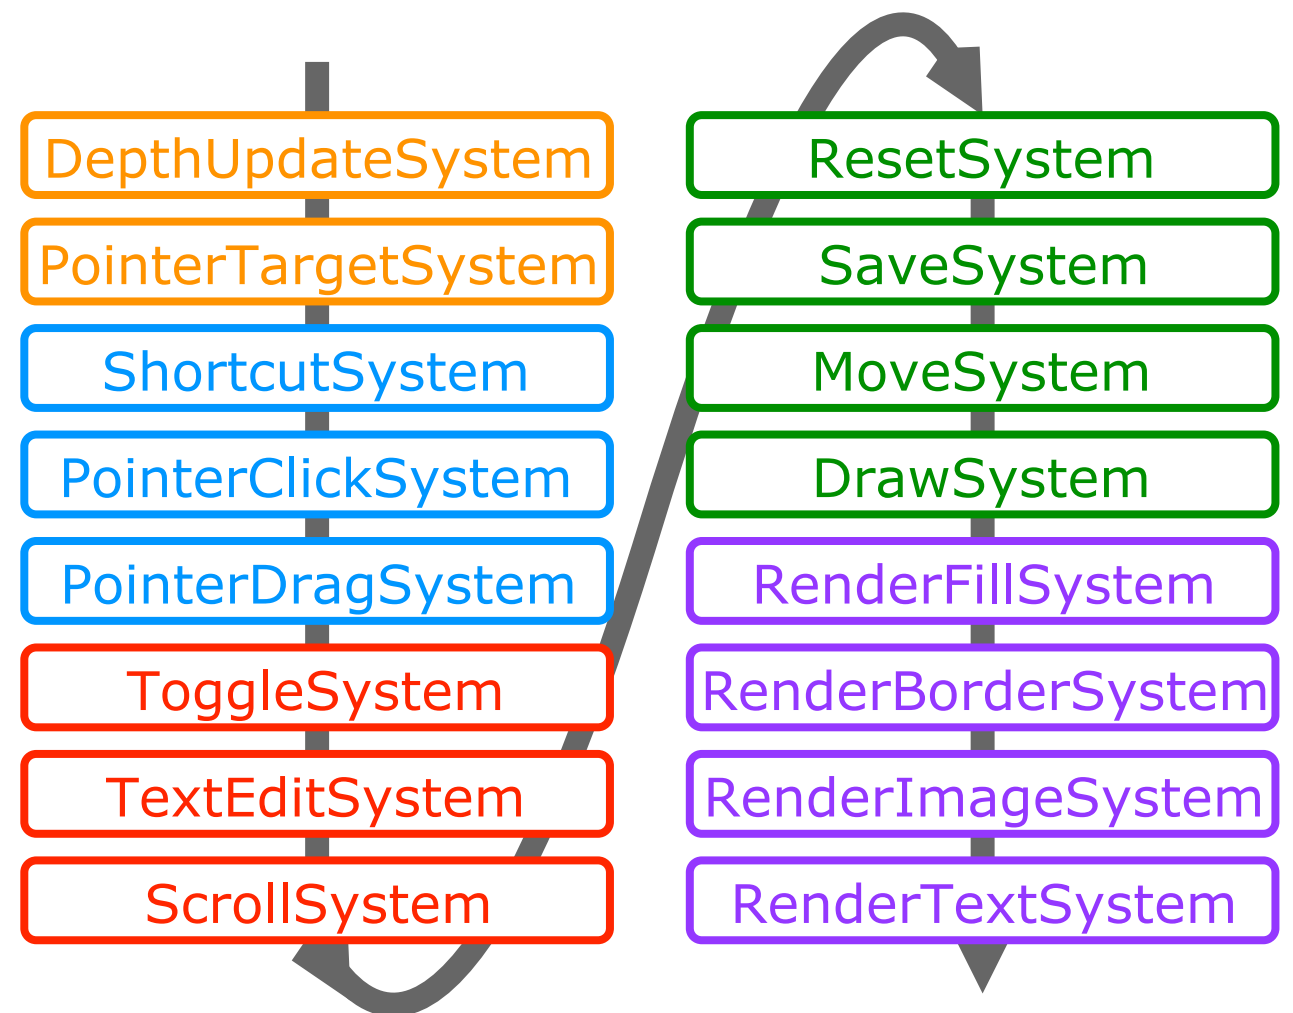 DepthUpdateSystem
PointerTargetSystem
ShortcutSystem
PointerClickSystem
PointerDragSystem
ToggleSystem
TextEditSystem
ScrollSystem
ResetSystem
SaveSystem
MoveSystem
DrawSystem
RenderFillSystem
RenderBorderSystem
RenderImageSystem
RenderTextSystem